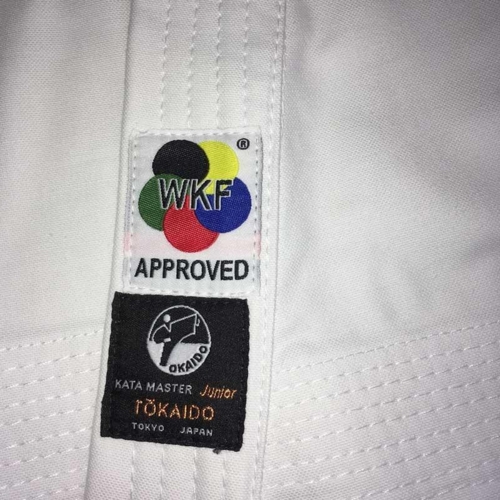 ®
WKF
APPROVED
TOKAIDO
KATA MASTER Junior
TŌKAIDO
TOKYO JAPAN